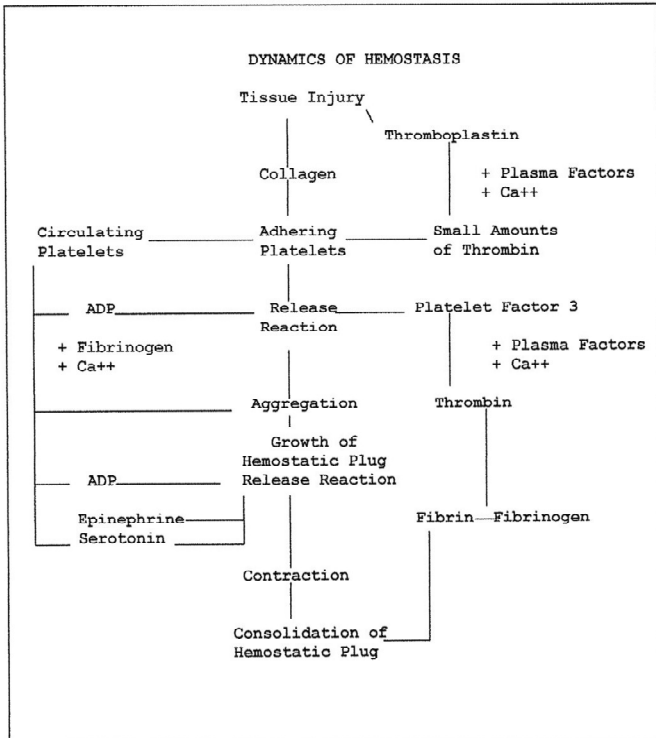 DYNAMICS OF HEMOSTASIS
Tissue Injury
Thromboplastin
Collagen
+ Plasma Factors
+ Ca++
Circulating
Platelets
Adhering
Platelets
Small Amounts
of Thrombin
ADP
Release
Reaction
Platelet Factor 3
+ Fibrinogen
+ Ca++
+ Plasma Factors
+ Ca++
Aggregation
Thrombin
Growth of
Hemostatic Plug
ADP
Release Reaction
Epinephrine
Serotonin
Fibrin
Fibrinogen
Contraction
Consolidation of
Hemostatic Plug